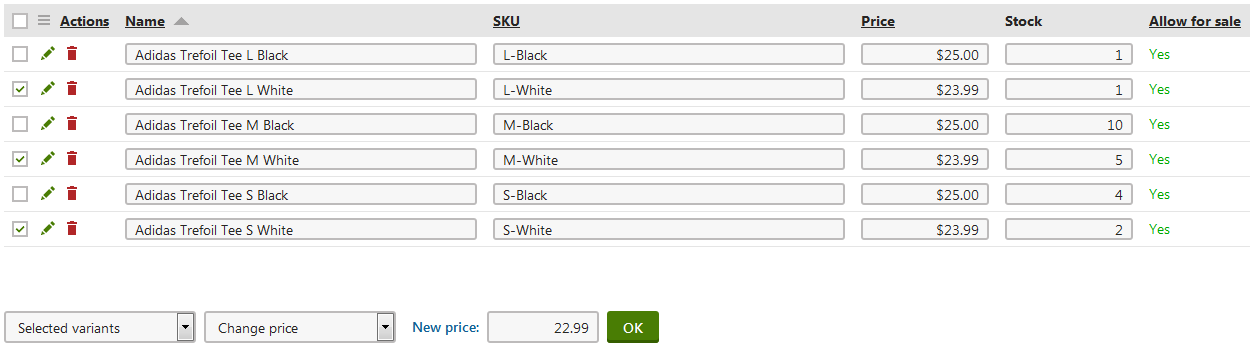 Actions Name SKU Price Stock Allow for sale
Adidas Trefoil Tee L Black L-Black $25.00 1 Yes
Adidas Trefoil Tee L White L-White $23.99 1 Yes
Adidas Trefoil Tee M Black M-Black $25.00 10 Yes
Adidas Trefoil Tee M White M-White $23.99 5 Yes
Adidas Trefoil Tee S Black S-Black $25.00 4 Yes
Adidas Trefoil Tee S White S-White $23.99 2 Yes
Selected variants Change price New price: 22.99 OK